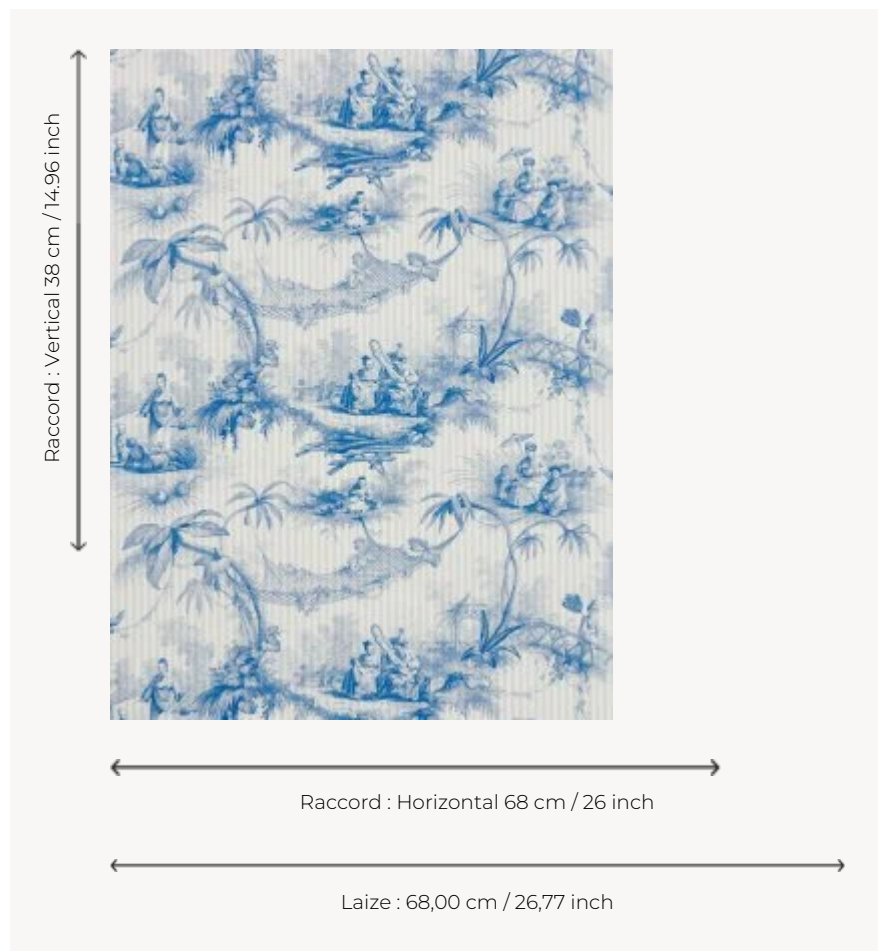 Raccord : Vertical 38 cm / 14.96 inch
Raccord : Horizontal 68 cm / 26 inch
Laize : 68,00 cm / 26,77 inch